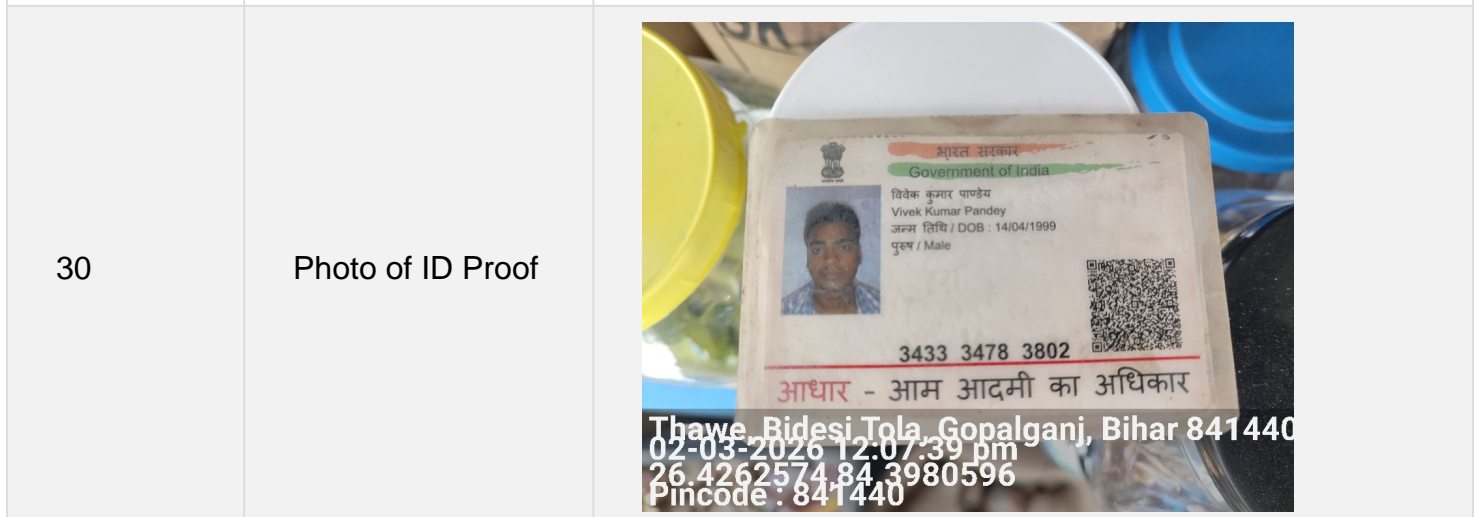 30
Photo of ID Proof
भारत सरकार
Government of India
विवेक कुमार पाण्डेय
Vivek Kumar Pandey
जन्म तिथि / DOB : 14/04/1999
पुरुष / Male
3433 3478 3802
आधार - आम आदमी का अधिकार
Thawe, Bidesi Tola, Gopalganj, Bihar 841440
02-03-2026 12:07:39 pm
26.4262574,84.3980596
Pincode : 841440